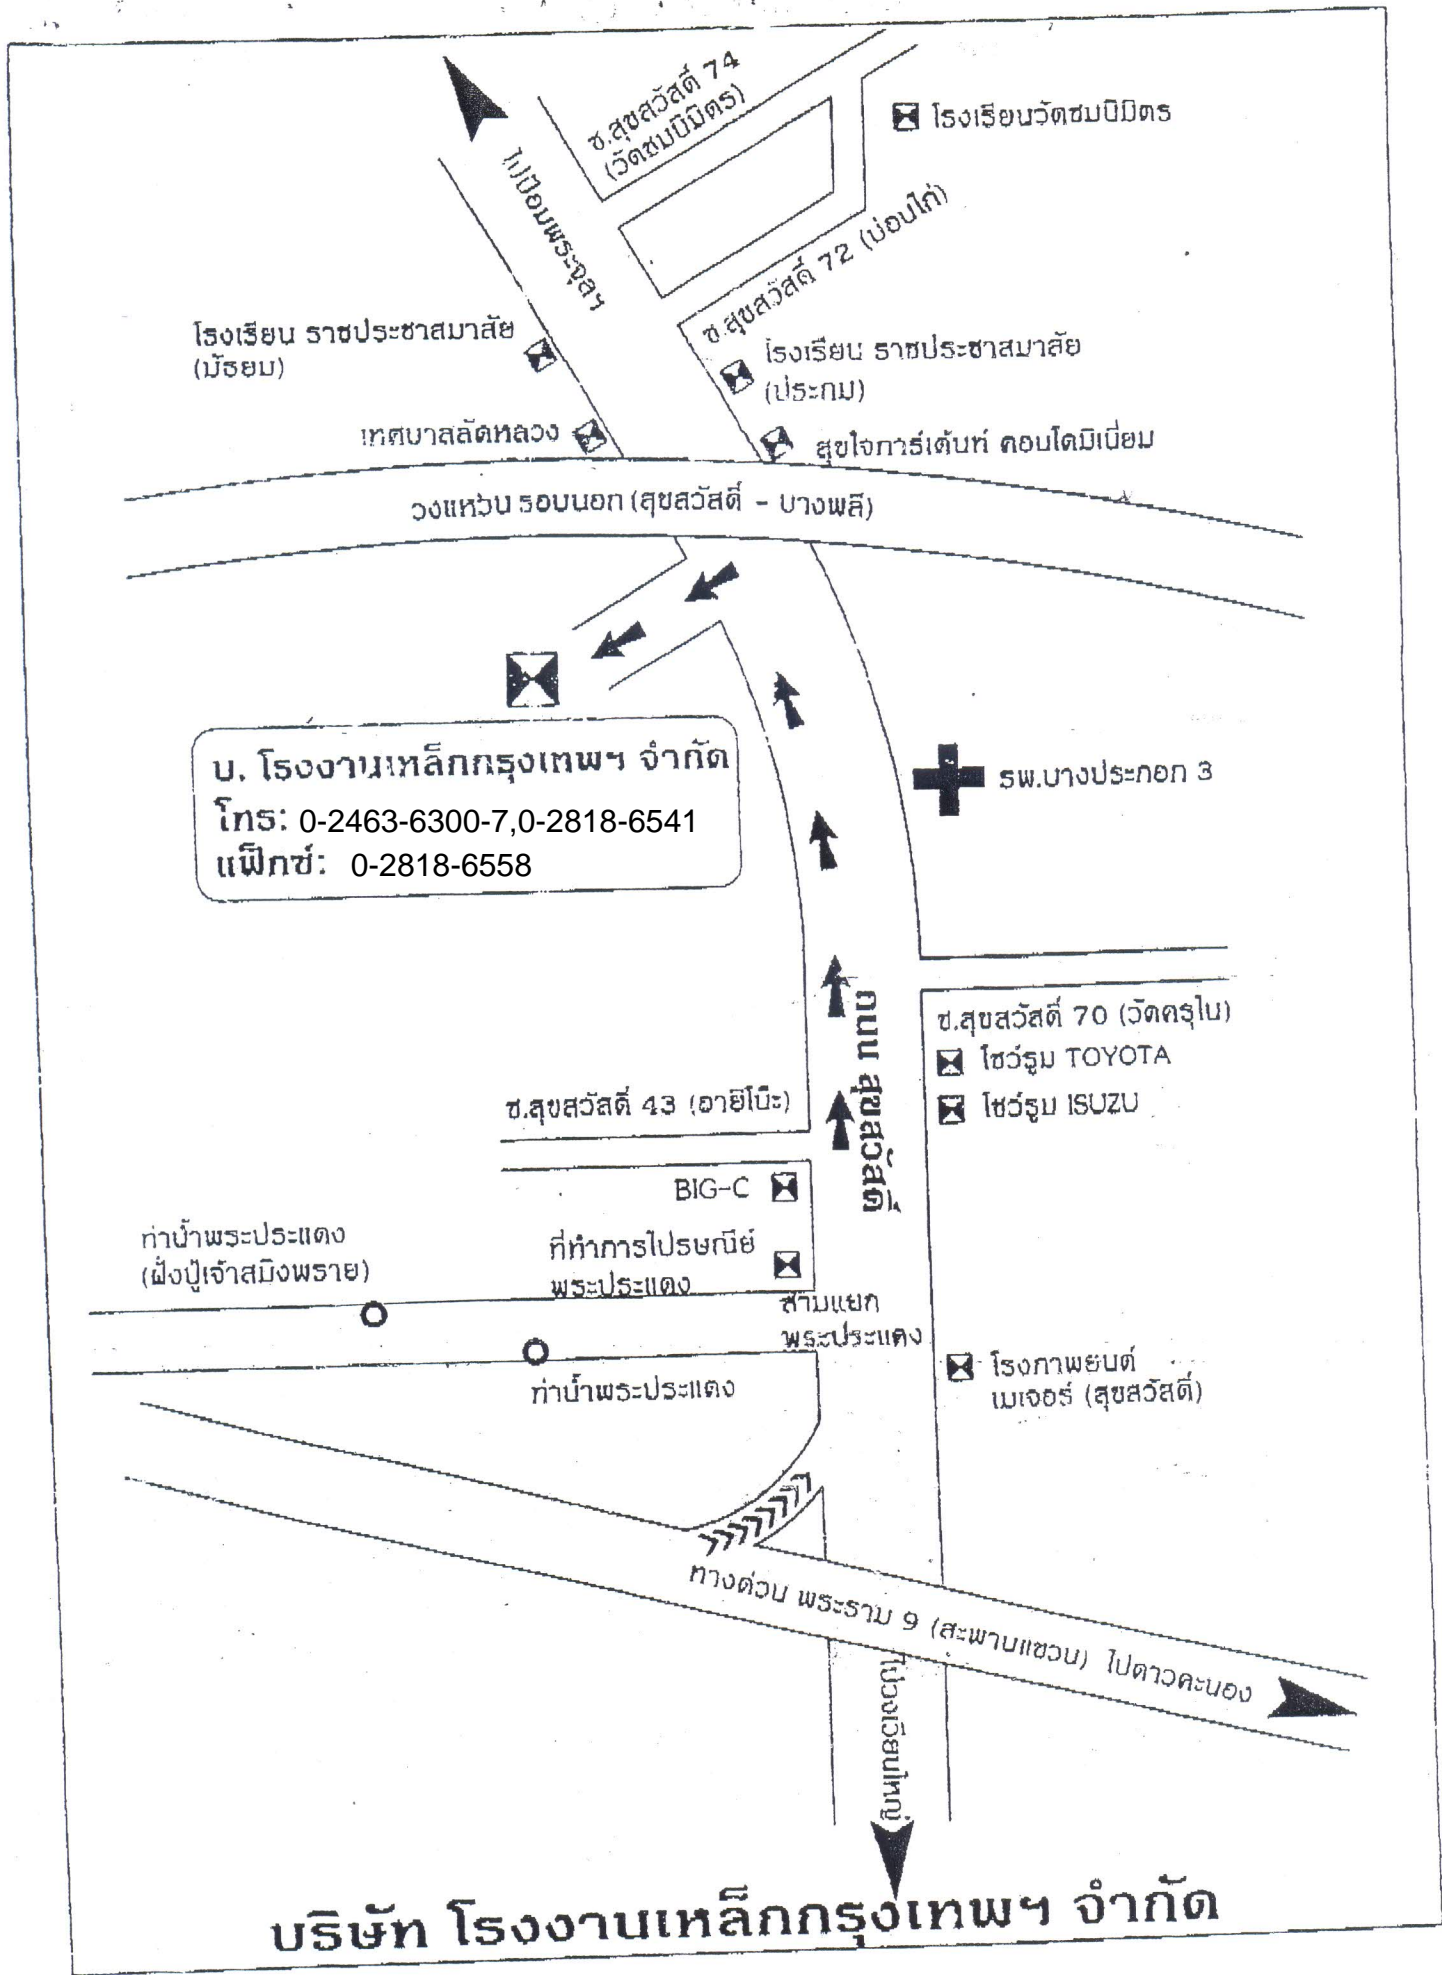 ซ.สุขสวัสดิ์ 74
(วัดชมนิมิตร)
โรงเรียนวัดชมนิมิตร
ไปป้อมพระจุลฯ
ซ.สุขสวัสดิ์ 72 (บ่อนไก่)
โรงเรียน ราชประชาสมาสัย
(มัธยม)
โรงเรียน ราชประชาสมาสัย
(ประถม)
เทศบาลลัดหลวง
สุขใจการ์เด้นท์ คอนโดมิเนี่ยม
วงแหวน รอบนอก (สุขสวัสดิ์ - บางพลี)
บ. โรงงานเหล็กกรุงเทพฯ จำกัด
โทร: 0-2463-6300-7,0-2818-6541
แฟ็กซ์: 0-2818-6558
รพ.บางประกอก 3
ถนน สุขสวัสดิ์
ซ.สุขสวัสดิ์ 70 (วัดครุใน)
โชว์รูม TOYOTA
โชว์รูม ISUZU
ซ.สุขสวัสดิ์ 43 (อายิโน๊ะ)
BIG-C
ท่าน้ำพระประแดง
(ฝั่งปู่เจ้าสมิงพราย)
ที่ทำการไปรษณีย์
พระประแดง
สามแยก
พระประแดง
ท่าน้ำพระประแดง
โรงภาพยนต์
เมเจอร์ (สุขสวัสดิ์)
ทางด่วน พระราม 9 (สะพานแขวน) ไปดาวคะนอง
ไปวงเวียนใหญ่
บริษัท โรงงานเหล็กกรุงเทพฯ จำกัด